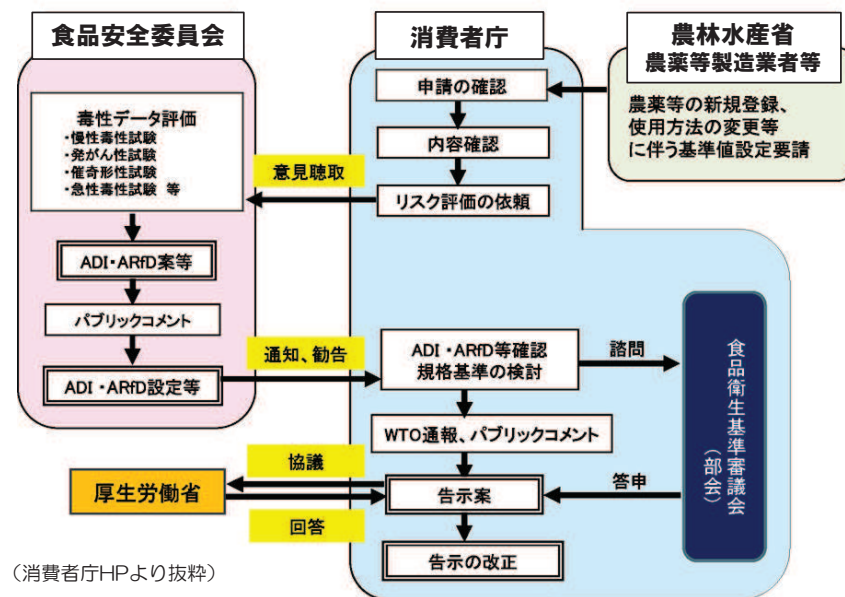 食品安全委員会
消費者庁
農林水産省
農薬等製造業者等
毒性データ評価
・慢性毒性試験
・発がん性試験
・催奇形性試験
・急性毒性試験 等
申請の確認
農薬等の新規登録、
使用方法の変更等
に伴う基準値設定要請
内容確認
意見聴取
リスク評価の依頼
ADI・ARfD案等
パブリックコメント
通知、勧告
ADI・ARfD設定等
ADI・ARfD等確認
規格基準の検討
諮問
食品衛生基準審議会
（部会）
WTO通報、パブリックコメント
協議
厚生労働省
告示案
答申
回答
告示の改正
（消費者庁HPより抜粋）